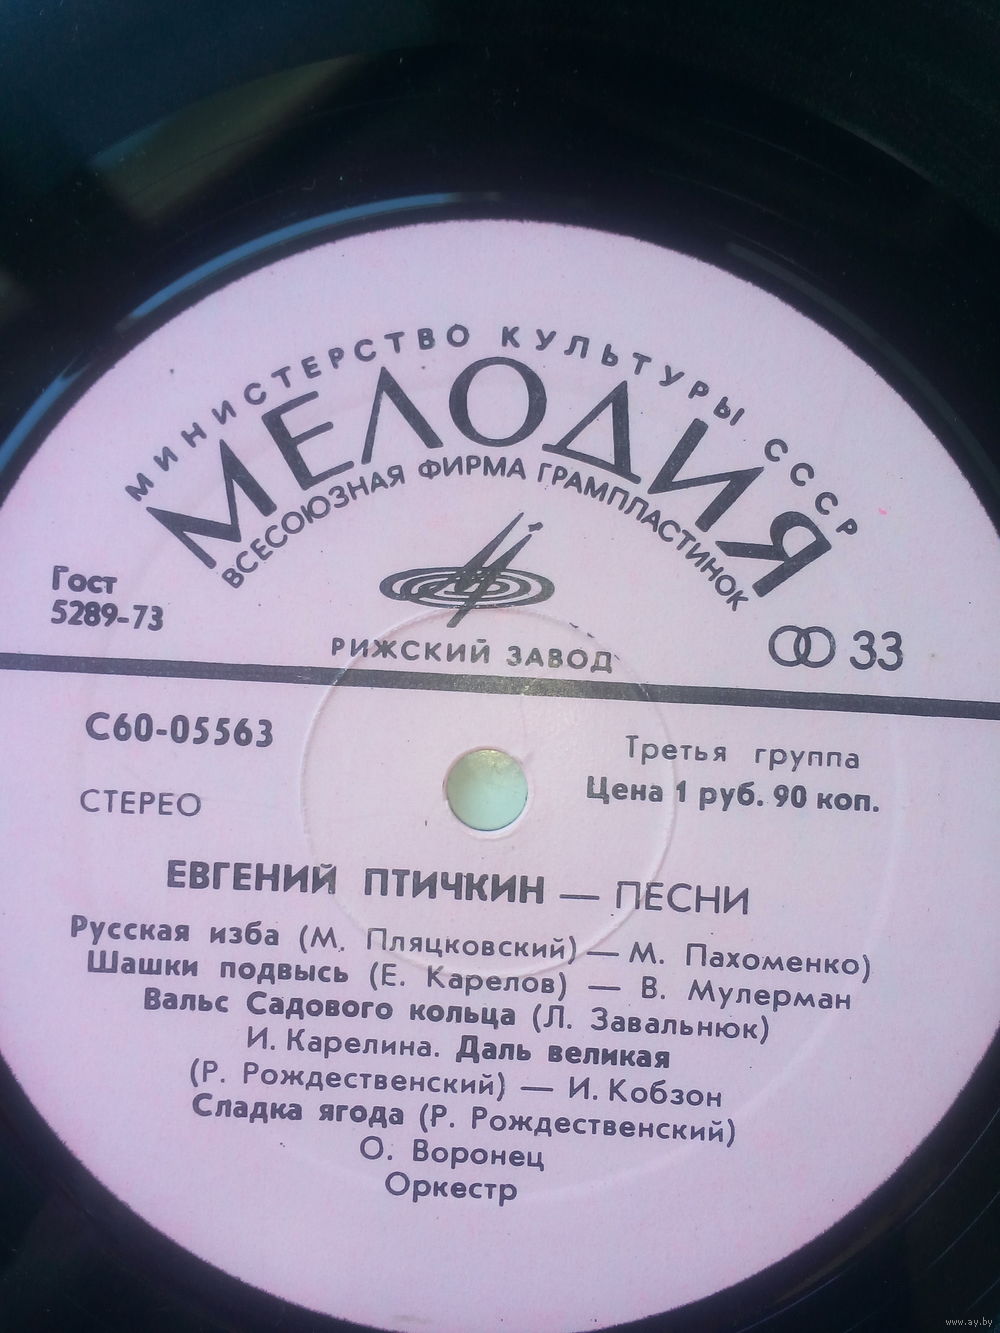 МИНИСТЕРСТВО КУЛЬТУРЫ СССР
МЕЛОДИЯ
ВСЕСОЮЗНАЯ ФИРМА ГРАМПЛАСТИНОК
Гост
5289-73
РИЖСКИЙ ЗАВОД
33
С60-05563
СТЕРЕО
Третья группа
Цена 1 руб. 90 коп.
ЕВГЕНИЙ ПТИЧКИН — ПЕСНИ
Русская изба (М. Пляцковский) — М. Пахоменко)
Шашки подвысь (Е. Карелов) — В. Мулерман
Вальс Садового кольца (Л. Завальнюк)
И. Карелина. Даль великая
(Р. Рождественский) — И. Кобзон
Сладка ягода (Р. Рождественский)
О. Воронец
Оркестр
www.ay.by